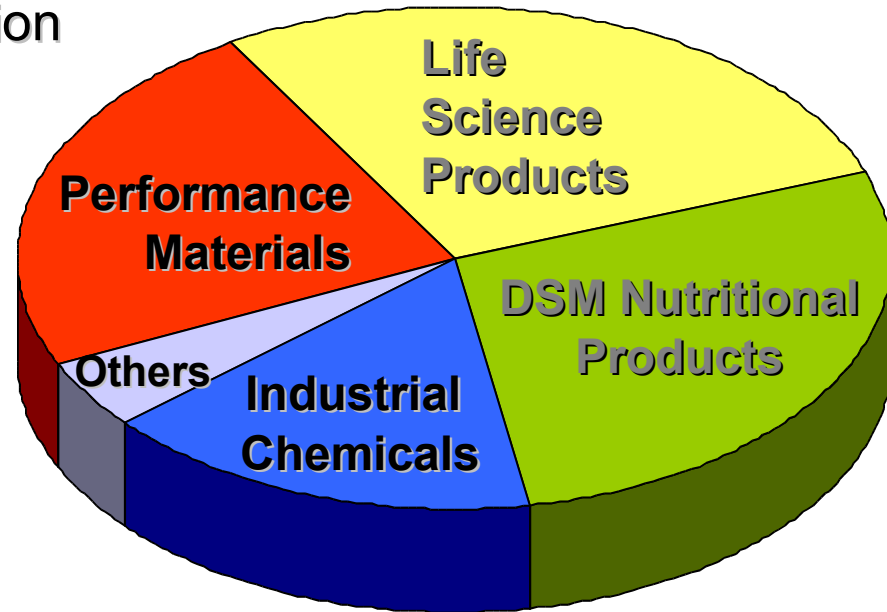 ion
Life
Science
Products
Performance
Materials
DSM Nutritional
Products
Others
Industrial
Chemicals